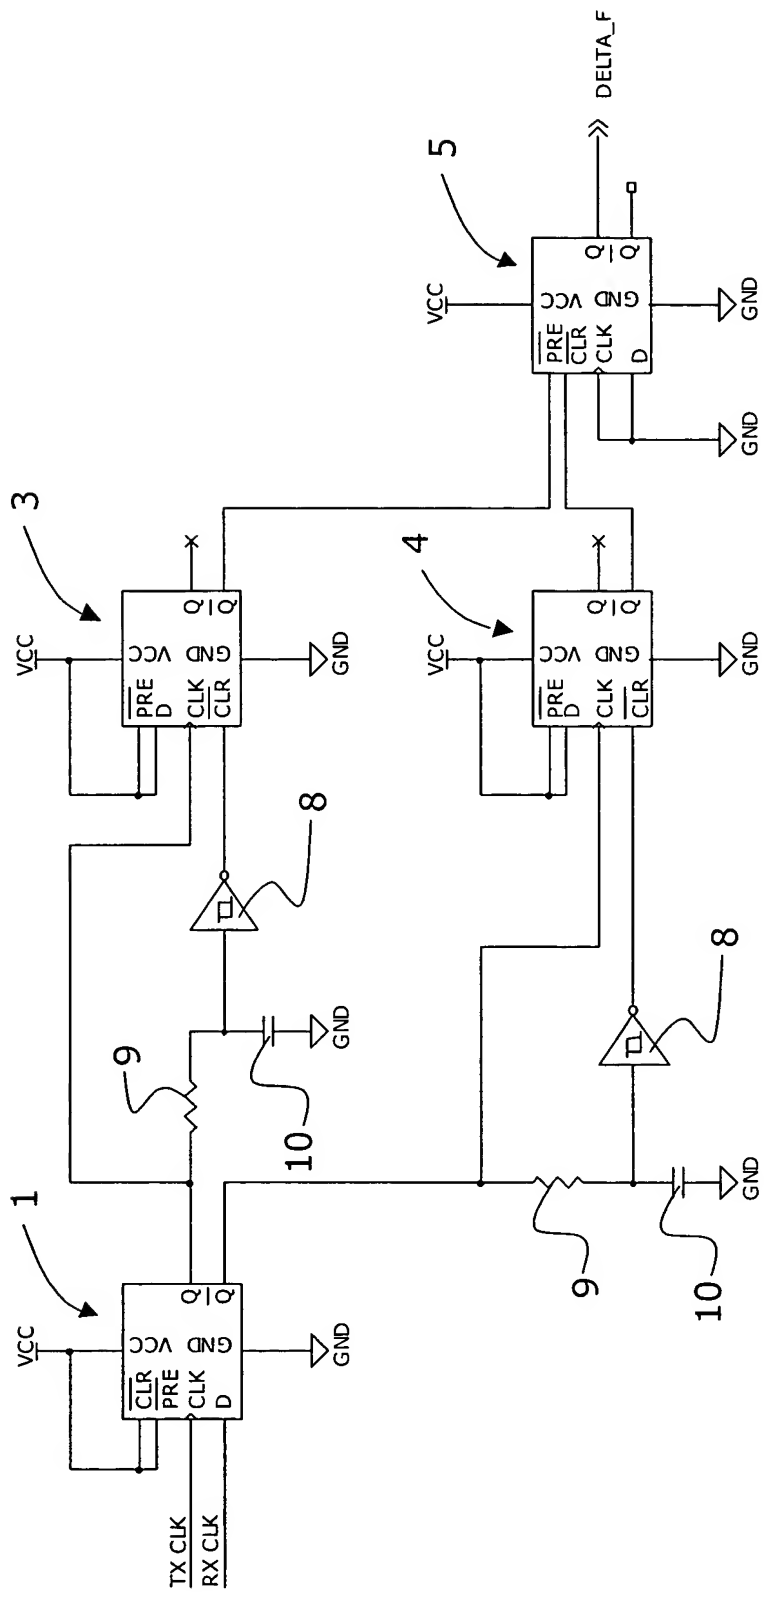 TX CLK
RX CLK
1
VCC
CLR
PRE
CLK
D
VCC
GND
Q
Q
GND
9
10
GND
8
3
VCC
PRE
D
CLK
CLR
VCC
GND
Q
Q
GND
9
10
GND
8
4
VCC
PRE
D
CLK
CLR
VCC
GND
Q
Q
GND
5
VCC
PRE
CLR
CLK
D
VCC
GND
Q
Q
GND
GND
DELTA_F